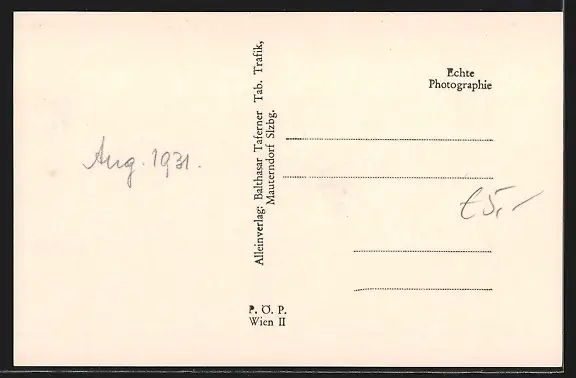 Aug. 1931.
Alleinverlag: Balthasar Taferner Tab. Trafik,
Mauterndorf Slzbg.
P. Ö. P.
Wien II
Echte
Photographie
€5,-